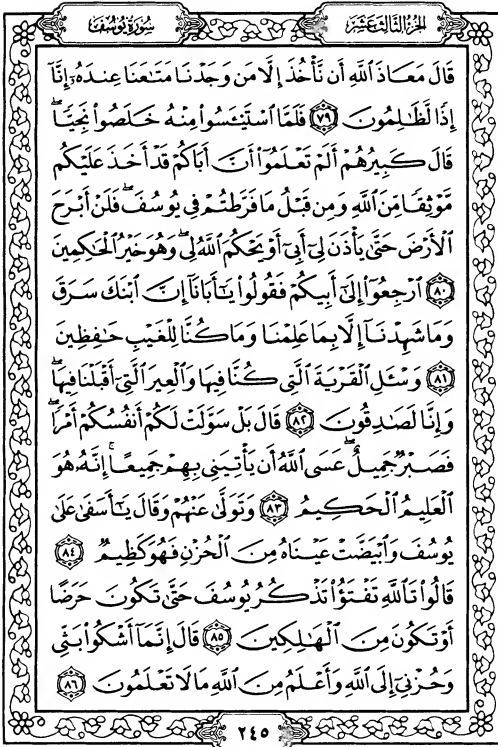 الجزء الثالث عشر
سورة يوسف
قَالَ مَعَاذَ ٱللَّهِ أَن نَّأْخُذَ إِلَّا مَن وَجَدْنَا مَتَٰعَنَا عِندَهُۥٓ إِنَّآ
إِذًا لَّظَٰلِمُونَ ٧٩ فَلَمَّا ٱسْتَيْـَٔسُوا۟ مِنْهُ خَلَصُوا۟ نَجِيًّا ۖ
قَالَ كَبِيرُهُمْ أَلَمْ تَعْلَمُوٓا۟ أَنَّ أَبَاكُمْ قَدْ أَخَذَ عَلَيْكُم
مَّوْثِقًا مِّنَ ٱللَّهِ وَمِن قَبْلُ مَا فَرَّطتُمْ فِى يُوسُفَ ۖ فَلَنْ أَبْرَحَ
ٱلْأَرْضَ حَتَّىٰ يَأْذَنَ لِىٓ أَبِىٓ أَوْ يَحْكُمَ ٱللَّهُ لِى ۖ وَهُوَ خَيْرُ ٱلْحَٰكِمِينَ
٨٠ ٱرْجِعُوٓا۟ إِلَىٰٓ أَبِيكُمْ فَقُولُوا۟ يَٰٓأَبَانَآ إِنَّ ٱبْنَكَ سَرَقَ
وَمَا شَهِدْنَآ إِلَّا بِمَا عَلِمْنَا وَمَا كُنَّا لِلْغَيْبِ حَٰفِظِينَ
٨١ وَسْـَٔلِ ٱلْقَرْيَةَ ٱلَّتِى كُنَّا فِيهَا وَٱلْعِيرَ ٱلَّتِىٓ أَقْبَلْنَا فِيهَا ۖ
وَإِنَّا لَصَٰدِقُونَ ٨٢ قَالَ بَلْ سَوَّلَتْ لَكُمْ أَنفُسُكُمْ أَمْرًا ۖ
فَصَبْرٌ جَمِيلٌ ۖ عَسَى ٱللَّهُ أَن يَأْتِيَنِى بِهِمْ جَمِيعًا ۚ إِنَّهُۥ هُوَ
ٱلْعَلِيمُ ٱلْحَكِيمُ ٨٣ وَتَوَلَّىٰ عَنْهُمْ وَقَالَ يَٰٓأَسَفَىٰ عَلَىٰ
يُوسُفَ وَٱبْيَضَّتْ عَيْنَاهُ مِنَ ٱلْحُزْنِ فَهُوَ كَظِيمٌ ٨٤
قَالُوا۟ تَٱللَّهِ تَفْتَؤُا۟ تَذْكُرُ يُوسُفَ حَتَّىٰ تَكُونَ حَرَضًا
أَوْ تَكُونَ مِنَ ٱلْهَٰلِكِينَ ٨٥ قَالَ إِنَّمَآ أَشْكُوا۟ بَثِّى
وَحُزْنِىٓ إِلَى ٱللَّهِ وَأَعْلَمُ مِنَ ٱللَّهِ مَا لَا تَعْلَمُونَ ٨٦
٢٤٥